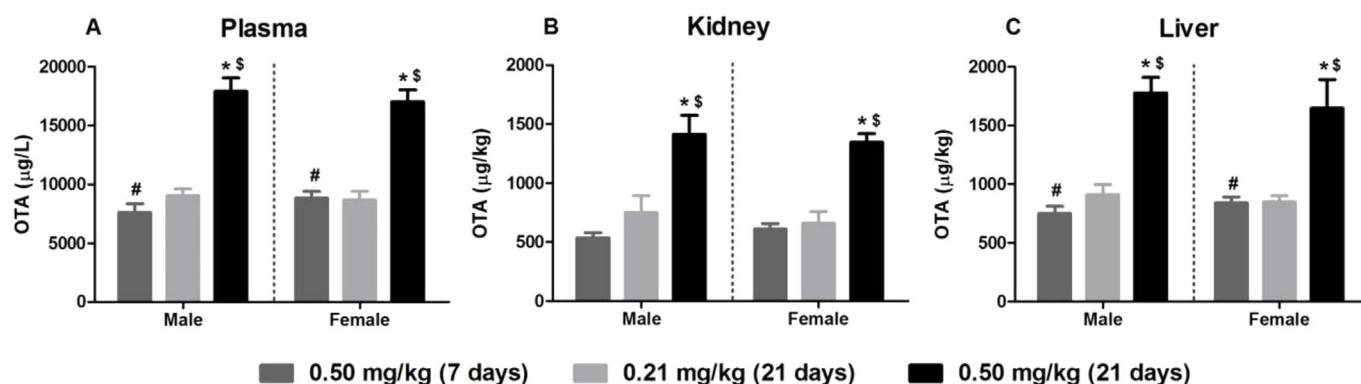 A Plasma
OTA (µg/L)
20000
15000
10000
5000
0
#
* $
#
* $
Male Female
B Kidney
OTA (µg/kg)
2000
1500
1000
500
0
* $
* $
Male Female
C Liver
OTA (µg/kg)
2000
1500
1000
500
0
#
* $
#
* $
Male Female
0.50 mg/kg (7 days) 0.21 mg/kg (21 days) 0.50 mg/kg (21 days)